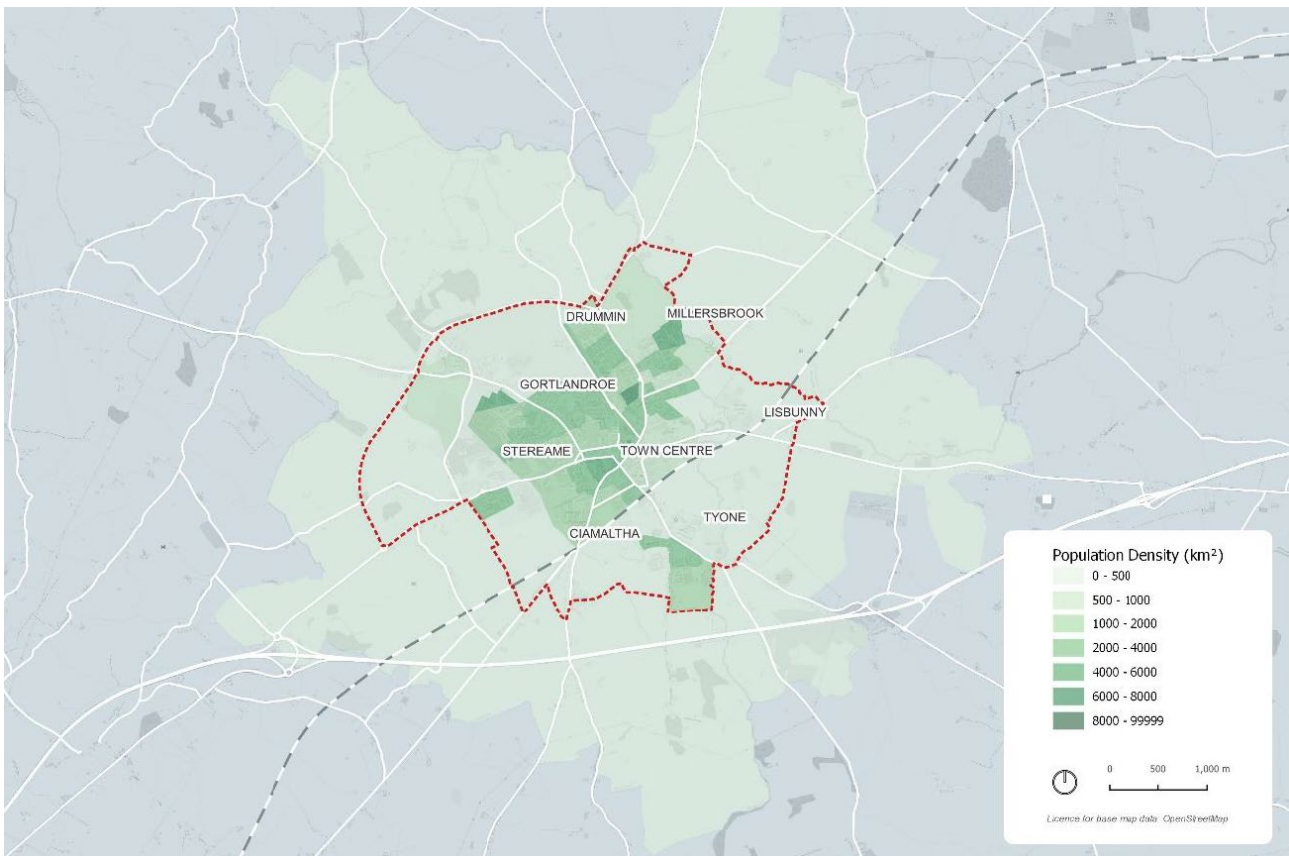 DRUMMIN
MILLERSBROOK
GORTLANDROE
LISBUNNY
STEREAME
TOWN CENTRE
TYONE
CIAMALTHA
Population Density (km²)
0 - 500
500 - 1000
1000 - 2000
2000 - 4000
4000 - 6000
6000 - 8000
8000 - 99999
0 500 1,000 m
Licence for base map data: OpenStreetMap